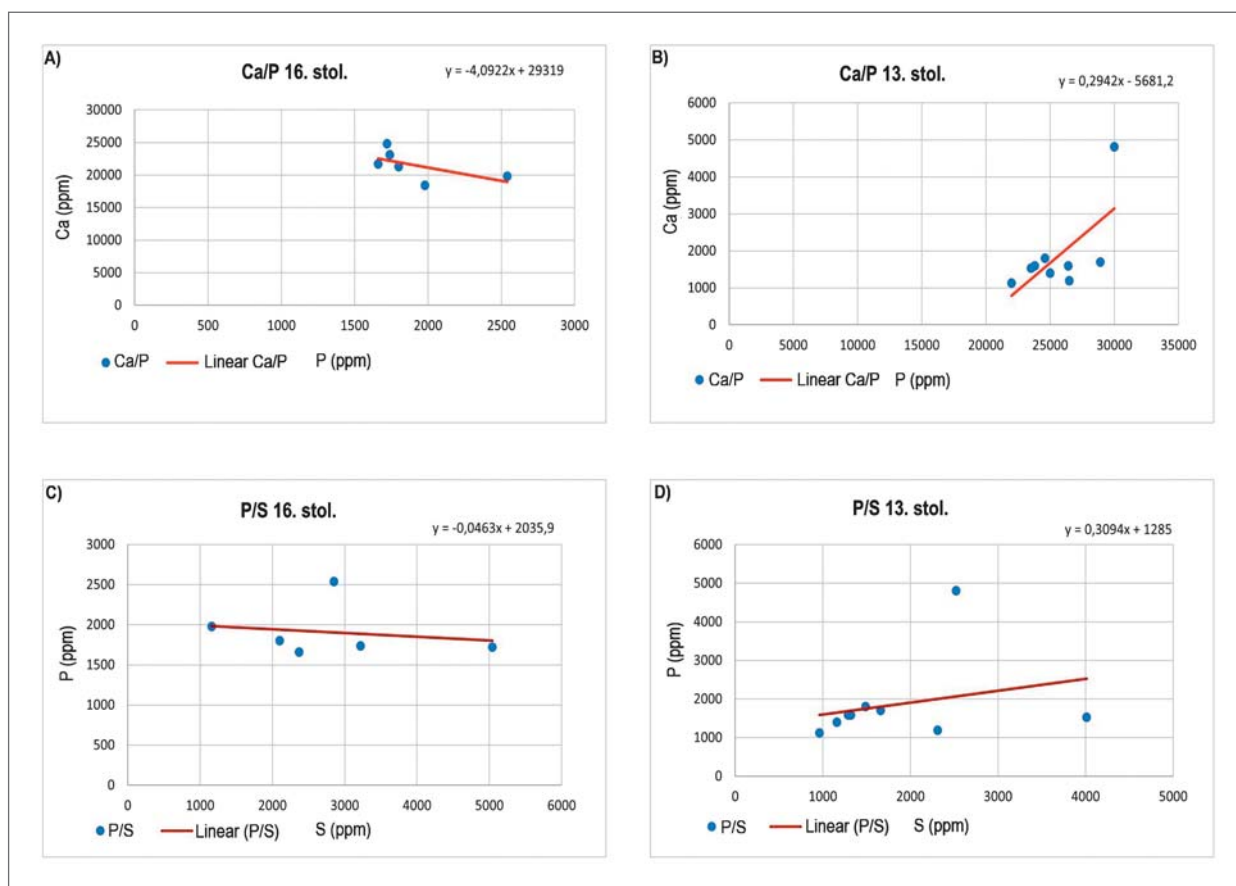 A)
Ca/P 16. stol.
y = -4,0922x + 29319
30000
25000
20000
15000
10000
5000
0
Ca (ppm)
0 500 1000 1500 2000 2500 3000
Ca/P Linear Ca/P P (ppm)
B)
Ca/P 13. stol.
y = 0,2942x - 5681,2
6000
5000
4000
3000
2000
1000
0
Ca (ppm)
0 5000 10000 15000 20000 25000 30000 35000
Ca/P Linear Ca/P P (ppm)
C)
P/S 16. stol.
y = -0,0463x + 2035,9
3000
2500
2000
1500
1000
500
0
P (ppm)
0 1000 2000 3000 4000 5000 6000
P/S Linear (P/S) S (ppm)
D)
P/S 13. stol.
y = 0,3094x + 1285
6000
5000
4000
3000
2000
1000
0
P (ppm)
0 1000 2000 3000 4000 5000
P/S Linear (P/S) S (ppm)